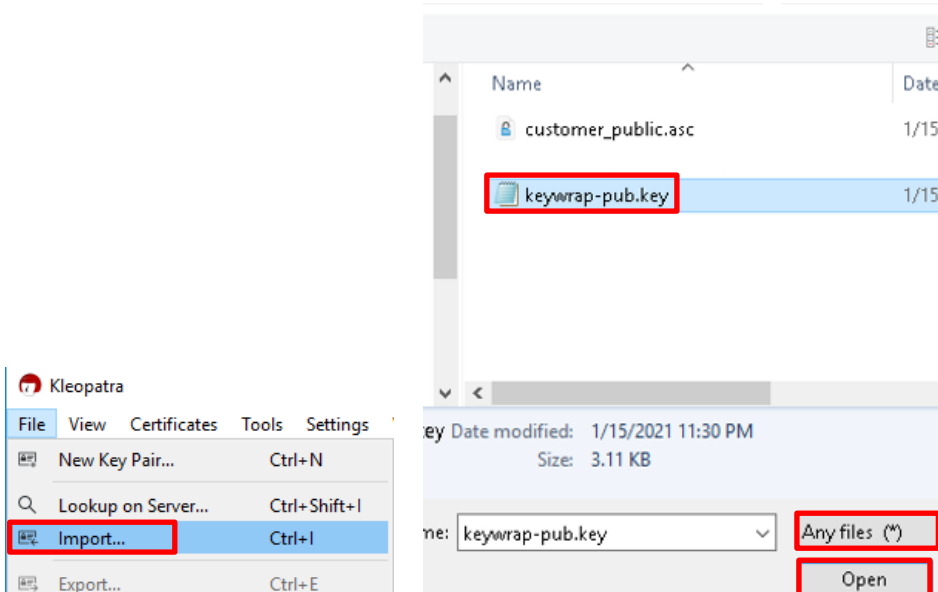 Name
Date
customer_public.asc
1/15
keywrap-pub.key
1/15
Kleopatra
File View Certificates Tools Settings
New Key Pair... Ctrl+N
Lookup on Server... Ctrl+Shift+I
Import... Ctrl+I
Export... Ctrl+E
ey Date modified: 1/15/2021 11:30 PM
Size: 3.11 KB
me: keywrap-pub.key
Any files (*)
Open